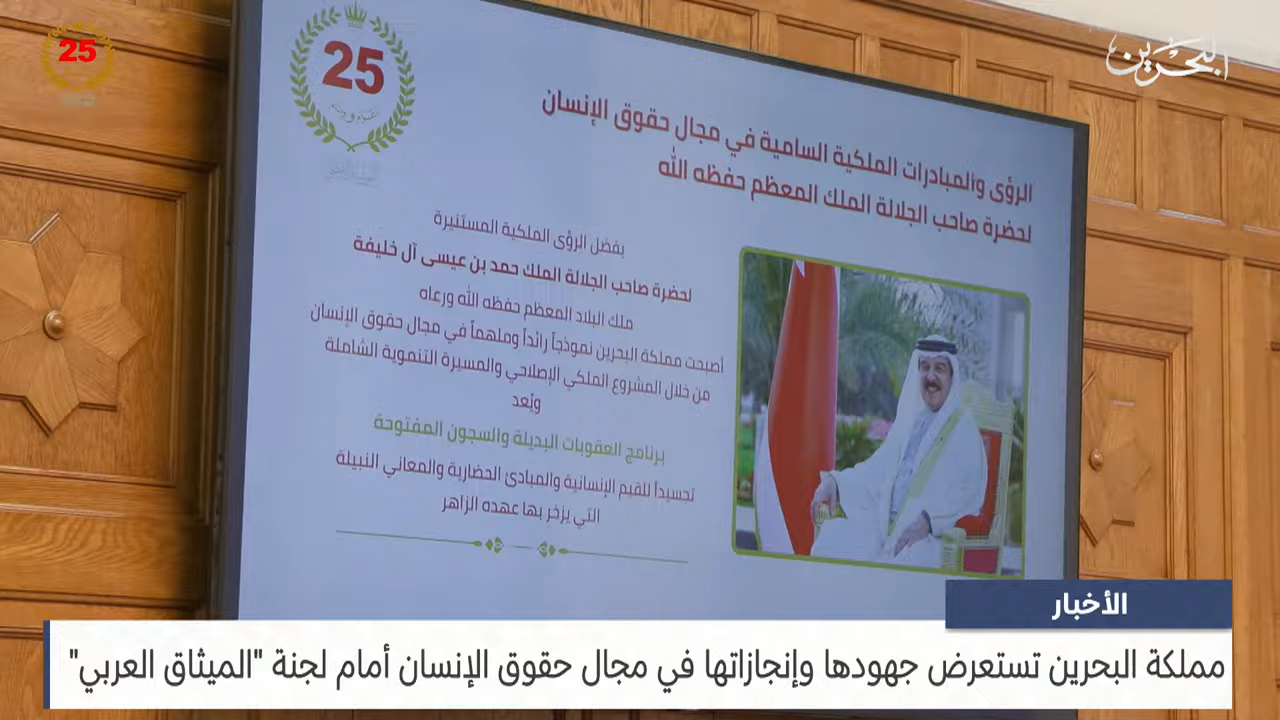 25
البحرين
25
الرؤى والمبادرات الملكية السامية في مجال حقوق الإنسان
لحضرة صاحب الجلالة الملك المعظم حفظه الله
بفضل الرؤى الملكية المستنيرة
لحضرة صاحب الجلالة الملك حمد بن عيسى آل خليفة
ملك البلاد المعظم حفظه الله ورعاه
أصبحت مملكة البحرين نموذجاً رائداً وملهماً في مجال حقوق الإنسان
من خلال المشروع الملكي الإصلاحي والمسيرة التنموية الشاملة
ويُعد
برنامج العقوبات البديلة والسجون المفتوحة
تجسيداً للقيم الإنسانية والمبادئ الحضارية والمعاني النبيلة
التي يزخر بها عهده الزاهر
الأخبار
مملكة البحرين تستعرض جهودها وإنجازاتها في مجال حقوق الإنسان أمام لجنة "الميثاق العربي"